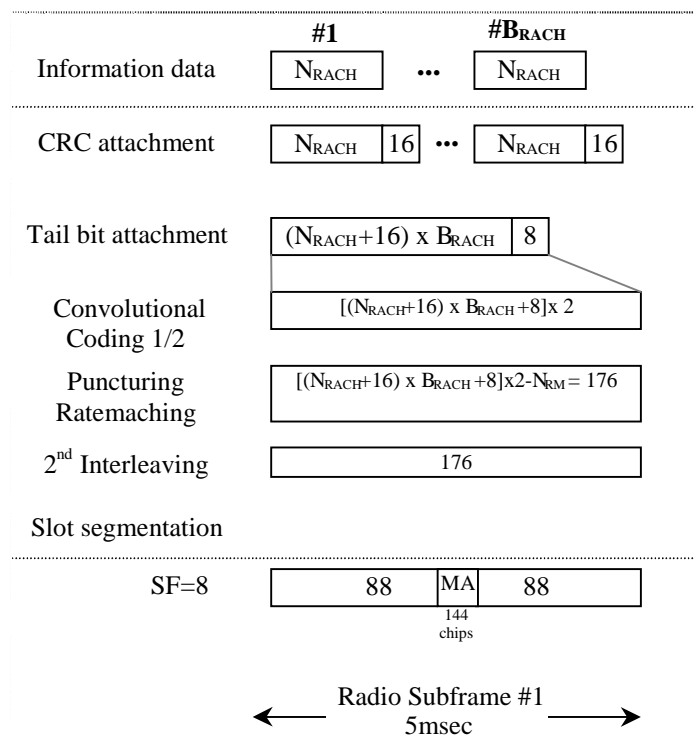 #1 #BRACH
Information data NRACH ... NRACH
CRC attachment NRACH 16 ... NRACH 16
Tail bit attachment (NRACH+16) x BRACH 8
Convolutional [(NRACH+16) x BRACH+8]x 2
Coding 1/2
Puncturing [(NRACH+16) x BRACH+8]x2-NRM = 176
Ratemaching
2nd Interleaving 176
Slot segmentation
SF=8 88 MA 88
144
chips
Radio Subframe #1
5msec